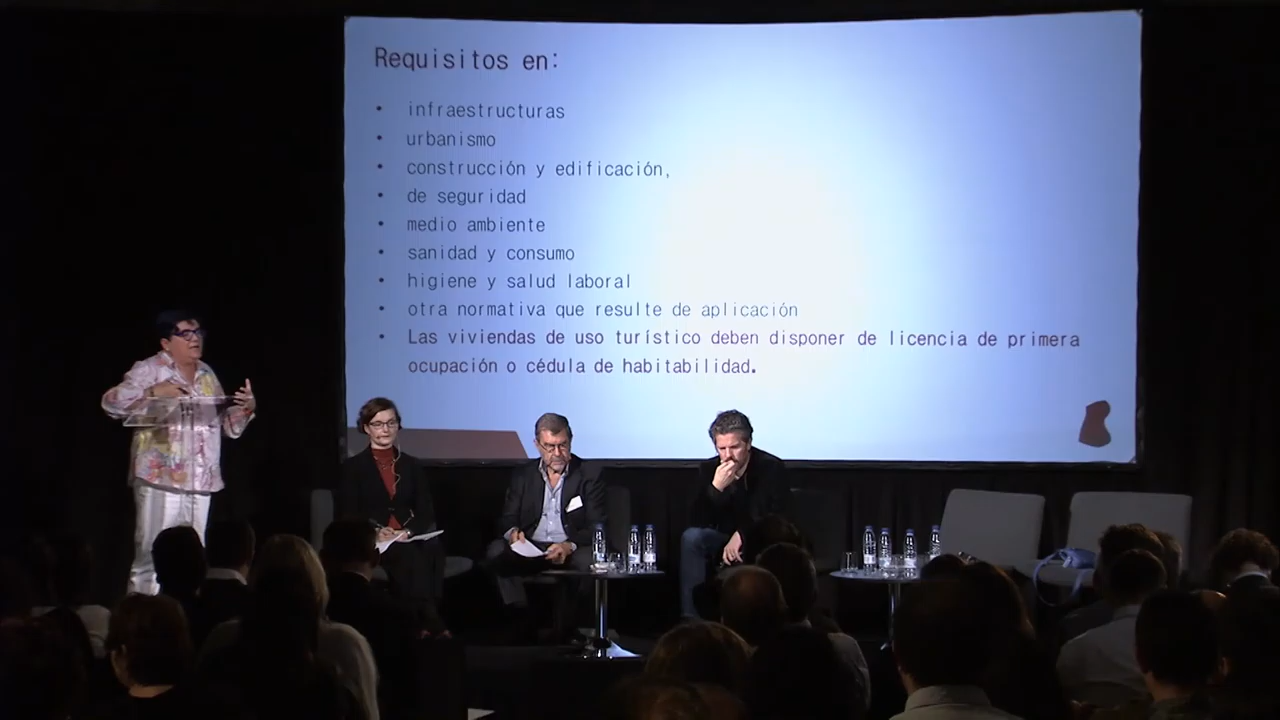 Requisitos en:
• infraestructuras
• urbanismo
• construcción y edificación,
• de seguridad
• medio ambiente
• sanidad y consumo
• higiene y salud laboral
• otra normativa que resulte de aplicación
• Las viviendas de uso turístico deben disponer de licencia de primera
ocupación o cédula de habitabilidad.